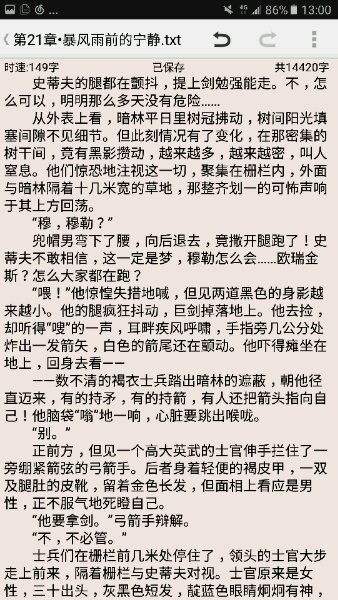 4G 86% 13:00
第21章•暴风雨前的宁静.txt
时速:149字 已保存 共14420字
史蒂夫的腿都在颤抖，提上剑勉强能走。不，怎
么可以，明明那么多天没有危险……
从外表上看，暗林平日里树冠拂动，树间阳光填
塞间隙不见细节。但此刻情况有了变化，在那密集的
树干间，竟有黑影攒动，越来越多，越来越密，叫人
窒息。他们惊恐地注视这一切，聚集在栅栏内，外面
与暗林隔着十几米宽的草地，那整齐划一的可怖声响
于其上方回荡。
“穆，穆勒？”
兜帽男弯下了腰，向后退去，竟撒开腿跑了！史
蒂夫不敢相信，这一定是梦，穆勒怎么会……欧瑞金
斯？怎么大家都在跑？
“喂！”他惊惶失措地喊，但见两道黑色的身影越
来越小。他的腿疯狂抖动，巨剑掉落地上。他去捡，
却听得“嗖”的一声，耳畔疾风呼啸，手指旁几公分处
炸出一发箭矢，白色的箭尾还在颤动。他吓得瘫坐在
地上，回身去看——
——数不清的褐衣士兵踏出暗林的遮蔽，朝他径
直迈来，有的持矛，有的持箭，有人还把箭头指向自
己！他脑袋“嗡”地一响，心脏要跳出喉咙。
“别。”
正前方，但见一个高大英武的士官伸手拦住了一
旁绷紧箭弦的弓箭手。后者身着轻便的褐皮甲，一双
及腿肚的皮靴，留着金色长发，但面相上看应是男
性，正不服气地死瞪自己。
“他要拿剑。”弓箭手辩解。
“不，不必管。”
士兵们在栅栏前几米处停住了，领头的士官大步
走上前来，隔着栅栏与史蒂夫对视。士官原来是女
性，三十出头，灰黑色短发，靛蓝色眼睛炯炯有神，